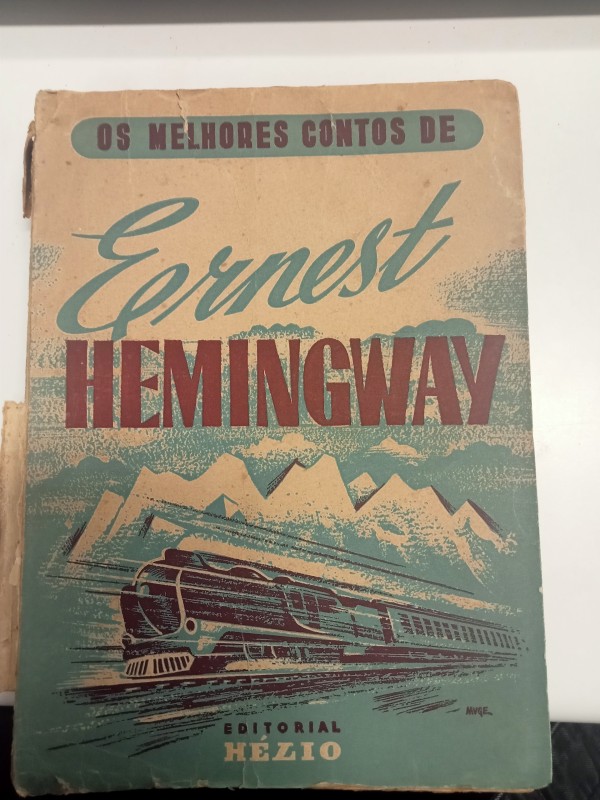 OS MELHORES CONTOS DE
Ernest
HEMINGWAY
EDITORIAL
HÉLIO